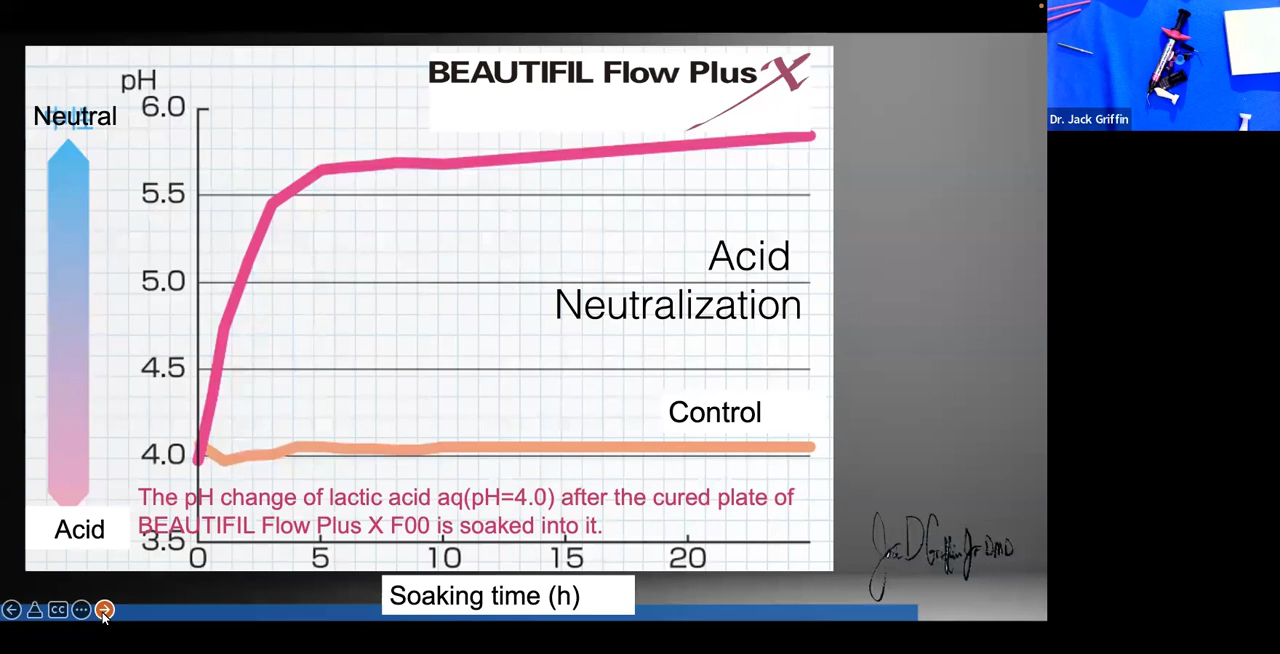 BEAUTIFIL Flow Plus X
Dr. Jack Griffin
pH
Neutral
6.0
5.5
5.0
4.5
4.0
3.5
Acid
Neutralization
Control
The pH change of lactic acid aq(pH=4.0) after the cured plate of
BEAUTIFIL Flow Plus X F00 is soaked into it.
Acid
0 5 10 15 20
Soaking time (h)
CC